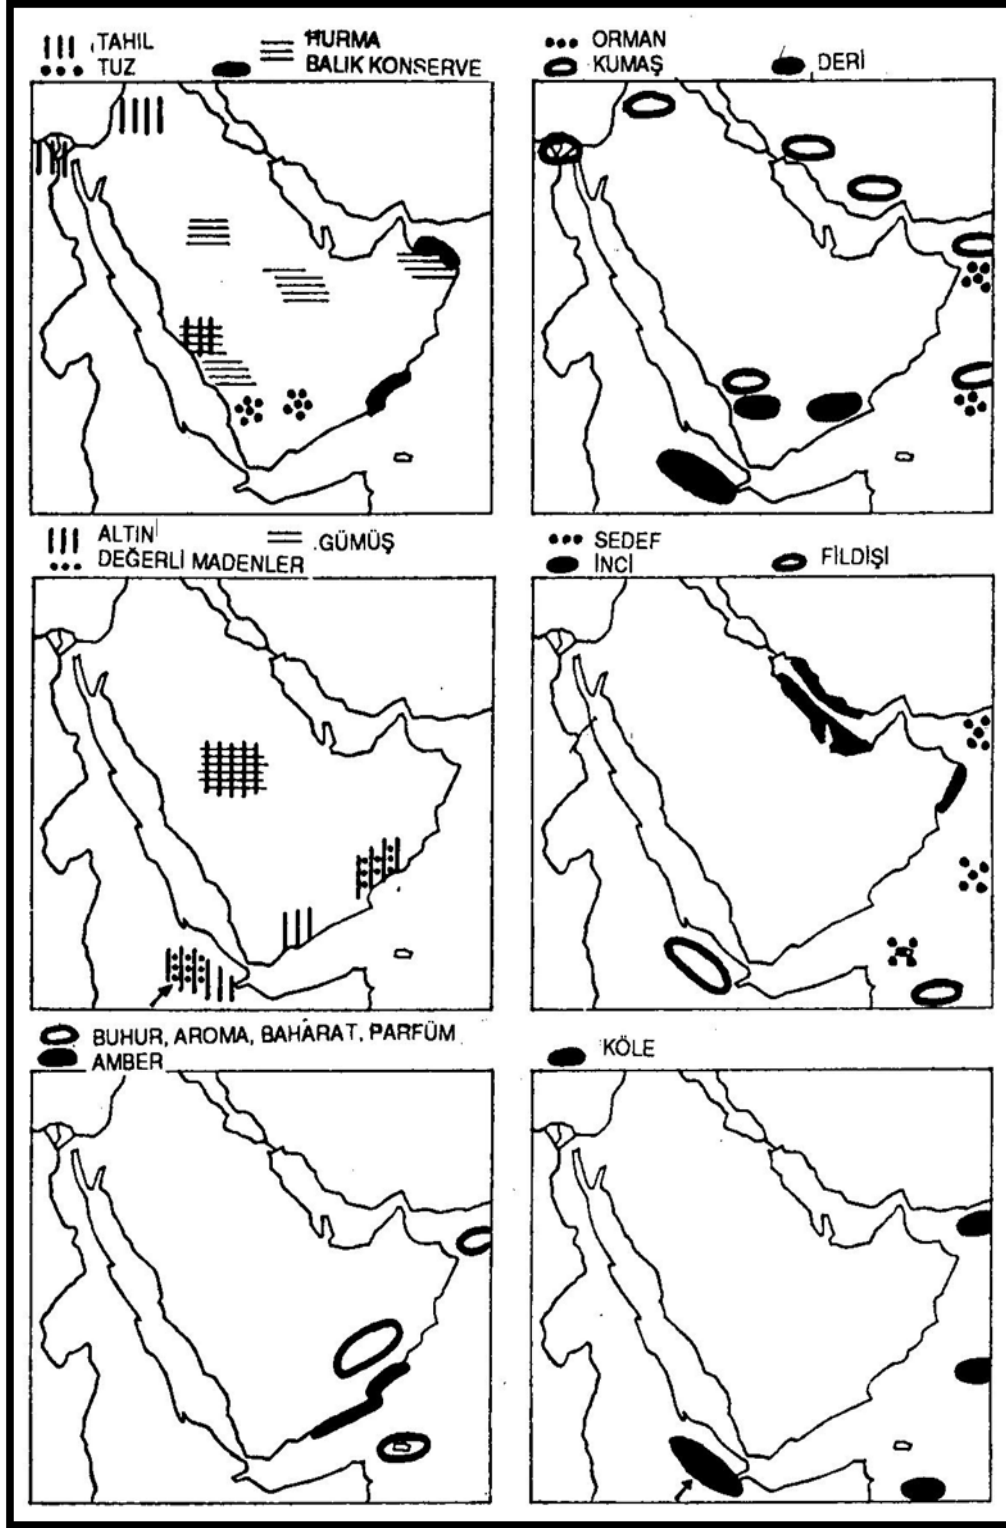 TAHIL HURMA
TUZ BALIK KONSERVE
ORMAN
KUMAŞ DERİ
ALTIN GÜMÜŞ
DEĞERLİ MADENLER
SEDEF FİLDİŞİ
İNCİ
BUHUR, AROMA, BAHARAT, PARFÜM
AMBER
KÖLE